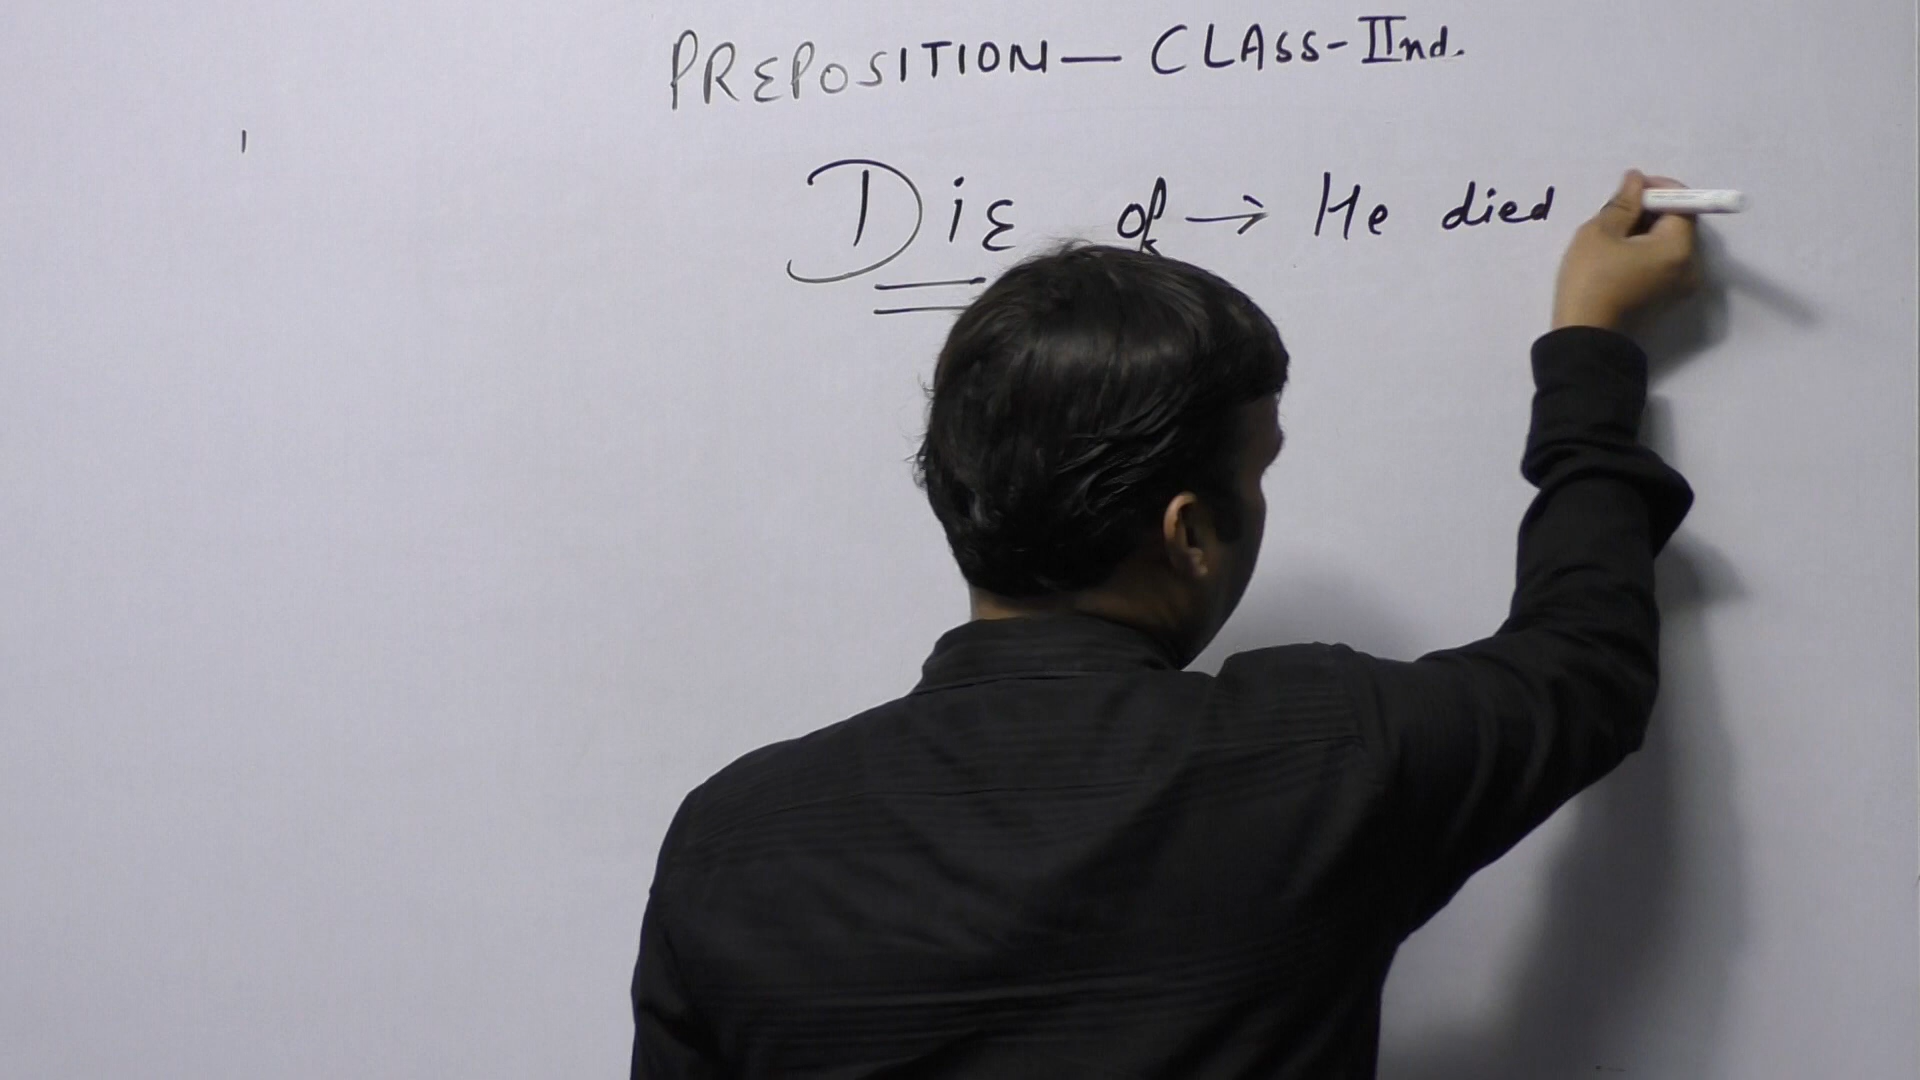 PREPOSITION — CLASS-IInd.
DiE of → He died